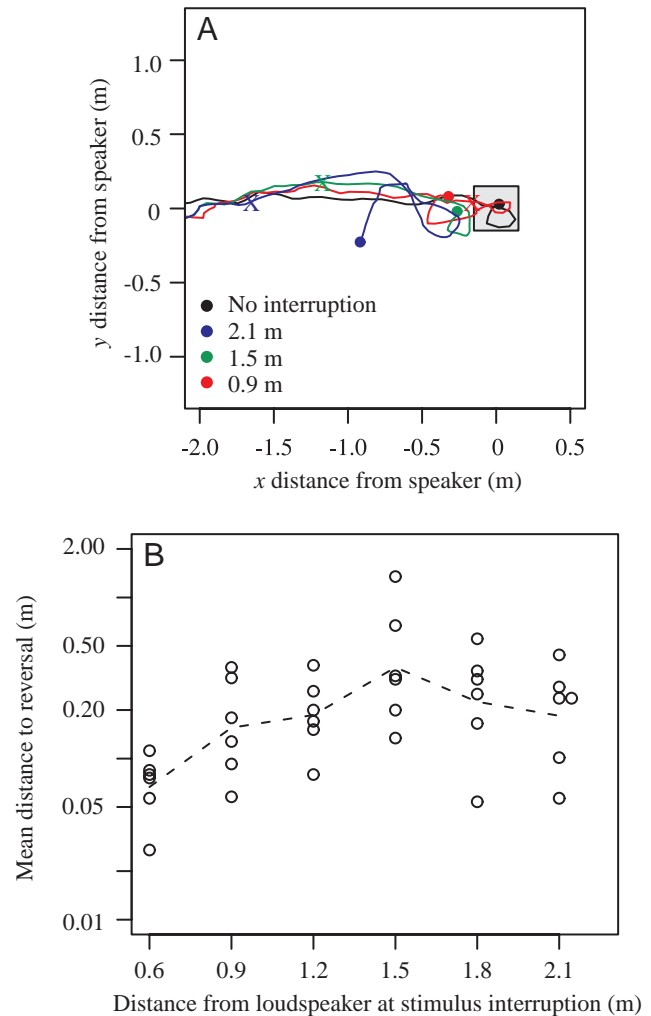 A
1.0
0.5
0
-0.5
-1.0
y distance from speaker (m)
X
X
X
No interruption
2.1 m
1.5 m
0.9 m
-2.0 -1.5 -1.0 -0.5 0 0.5
x distance from speaker (m)
B
2.00
0.50
0.20
0.05
0.01
Mean distance to reversal (m)
0.6 0.9 1.2 1.5 1.8 2.1
Distance from loudspeaker at stimulus interruption (m)